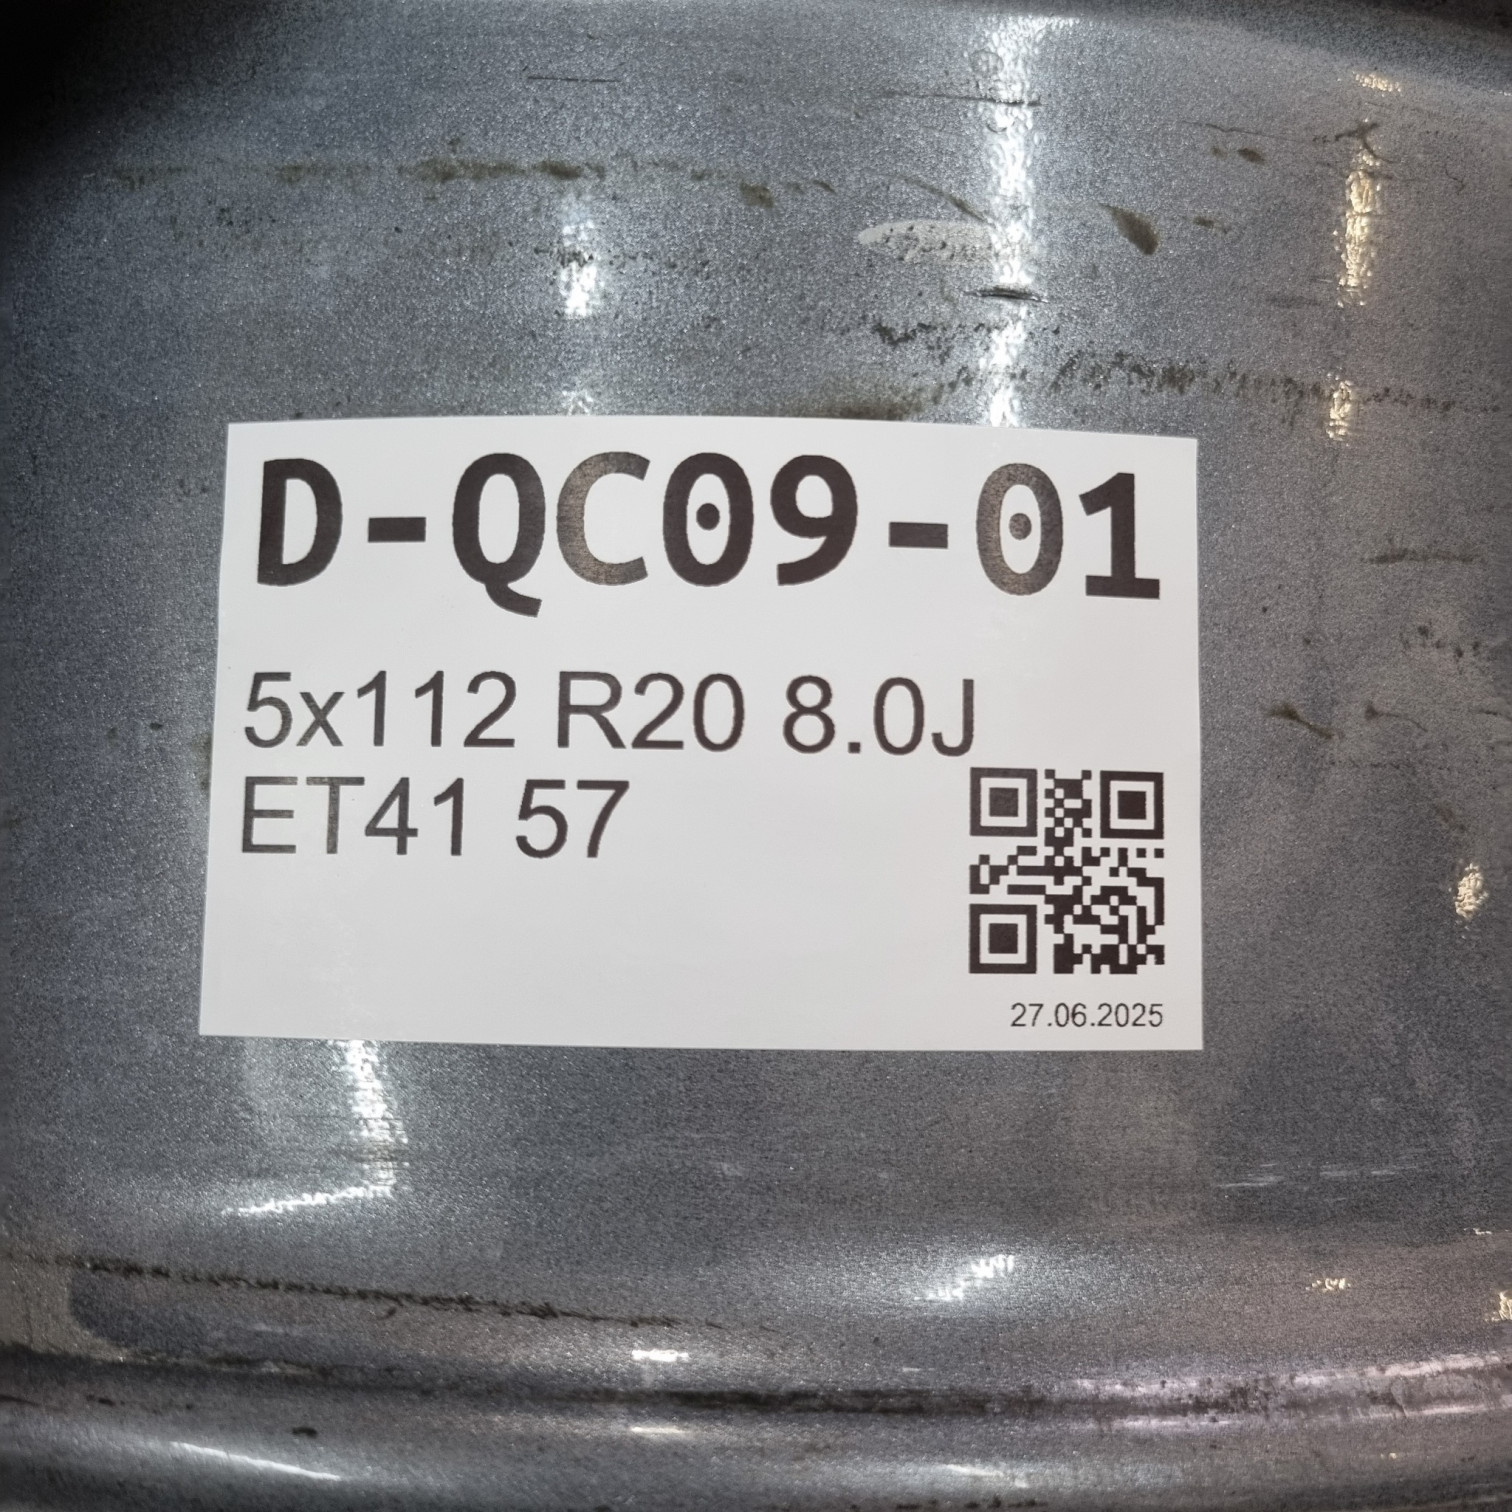 D-QC09-01
5x112 R20 8.0J
ET41 57
27.06.2025